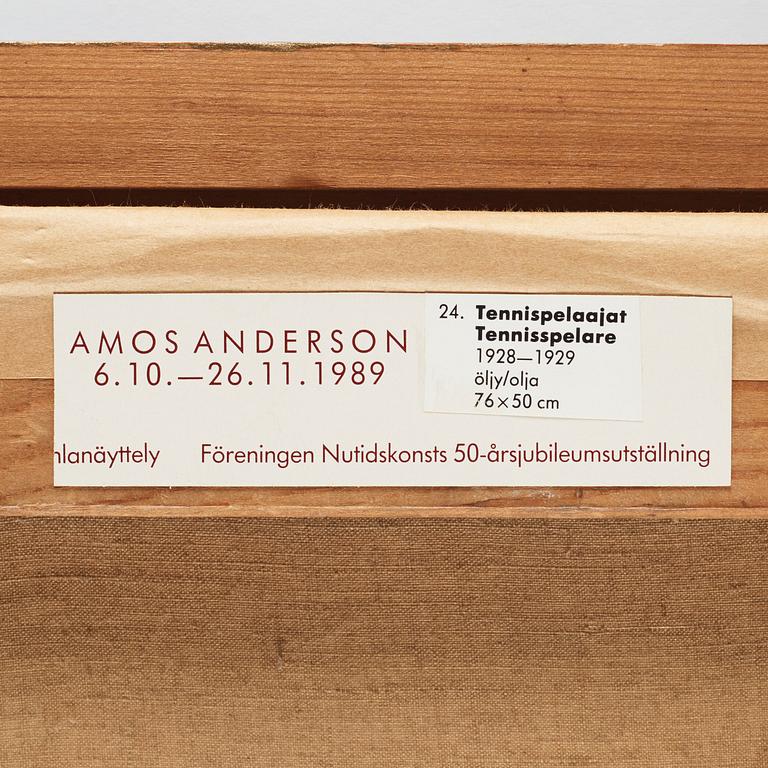 AMOS ANDERSON
6.10.—26.11.1989
24. Tennispelaajat
Tennisspelare
1928—1929
öljy/olja
76×50 cm
hlanäyttely Föreningen Nutidskonsts 50-årsjubileumsutställning